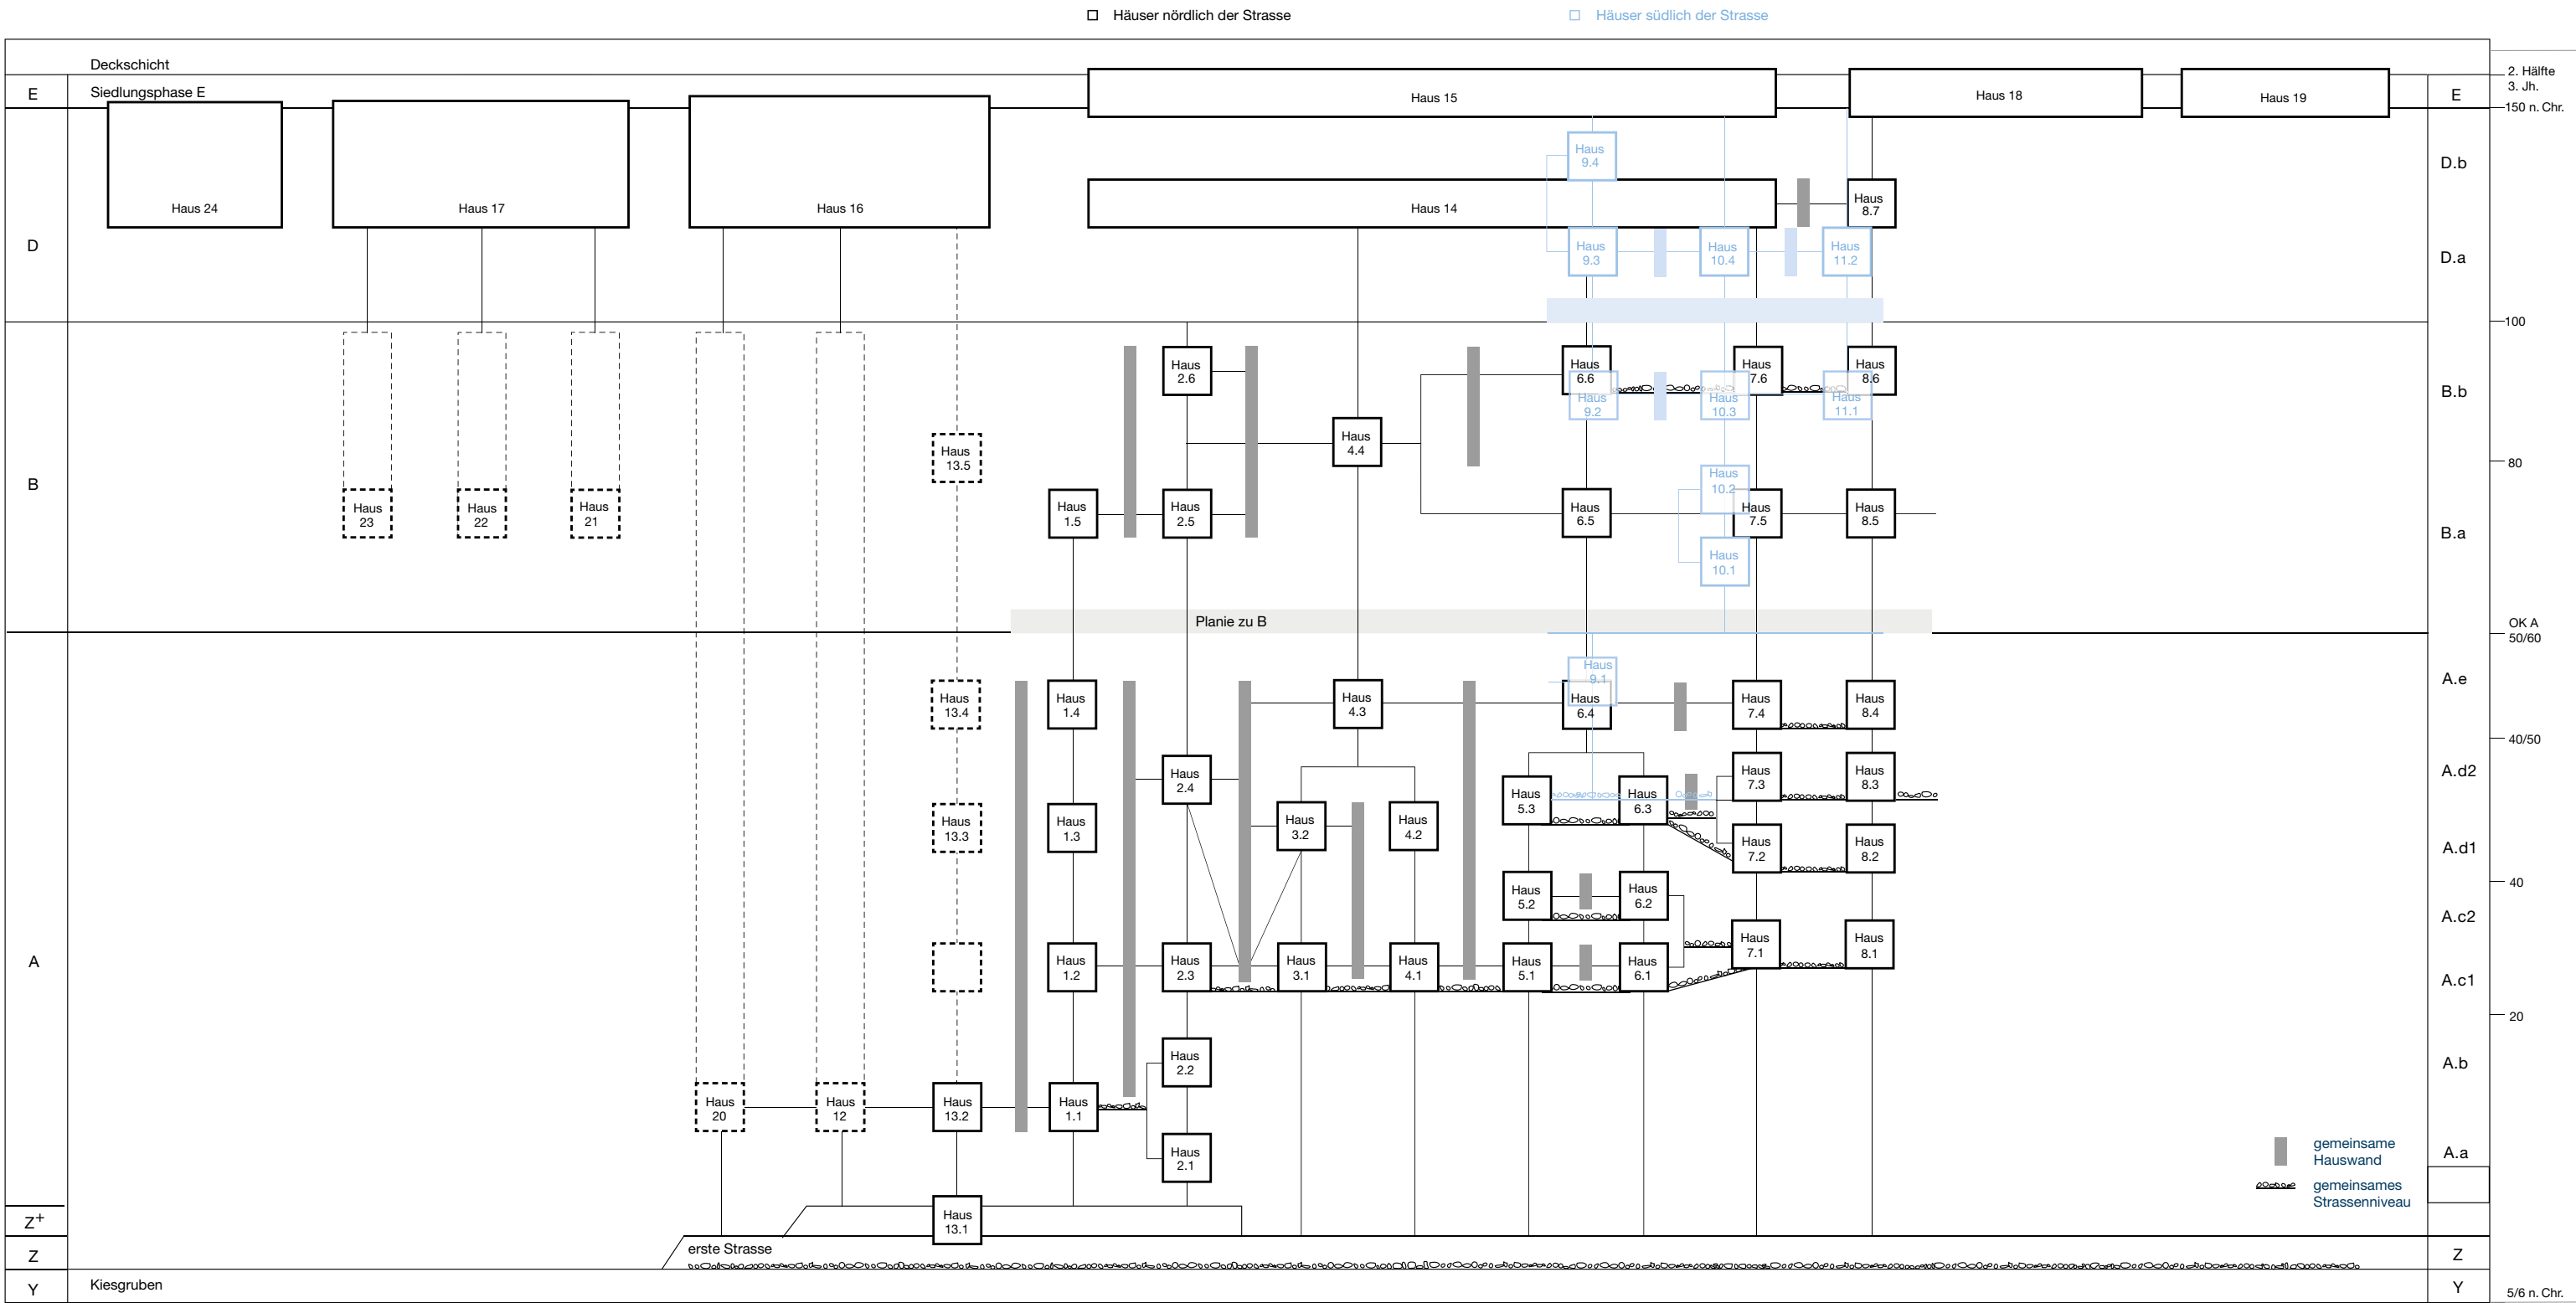 Häuser nördlich der Strasse
Häuser südlich der Strasse
Deckschicht
E
Siedlungsphase E
Haus 15
Haus 18
Haus 19
E
2. Hälfte
3. Jh.
150 n. Chr.
Haus
9.4
D.b
Haus 24
Haus 17
Haus 16
Haus 14
Haus
8.7
D
Haus
9.3
Haus
10.4
Haus
11.2
D.a
100
Haus
2.6
Haus
6.6
Haus
7.6
Haus
8.6
Haus
9.2
Haus
10.3
Haus
11.1
B.b
Haus
4.4
Haus
13.5
80
B
Haus
10.2
Haus
23
Haus
22
Haus
21
Haus
1.5
Haus
2.5
Haus
6.5
Haus
7.5
Haus
8.5
B.a
Haus
10.1
Planie zu B
OK A
50/60
Haus
9.1
A.e
Haus
13.4
Haus
1.4
Haus
4.3
Haus
6.4
Haus
7.4
Haus
8.4
40/50
Haus
2.4
Haus
7.3
Haus
8.3
A.d2
Haus
5.3
Haus
6.3
Haus
13.3
Haus
1.3
Haus
3.2
Haus
4.2
Haus
7.2
Haus
8.2
A.d1
40
Haus
5.2
Haus
6.2
A.c2
A
Haus
7.1
Haus
8.1
Haus
1.2
Haus
2.3
Haus
3.1
Haus
4.1
Haus
5.1
Haus
6.1
A.c1
20
Haus
2.2
A.b
Haus
20
Haus
12
Haus
13.2
Haus
1.1
Haus
2.1
A.a
gemeinsame
Hauswand
gemeinsames
Strassenniveau
Z+
Haus
13.1
Z
erste Strasse
Z
Y
Kiesgruben
Y
5/6 n. Chr.